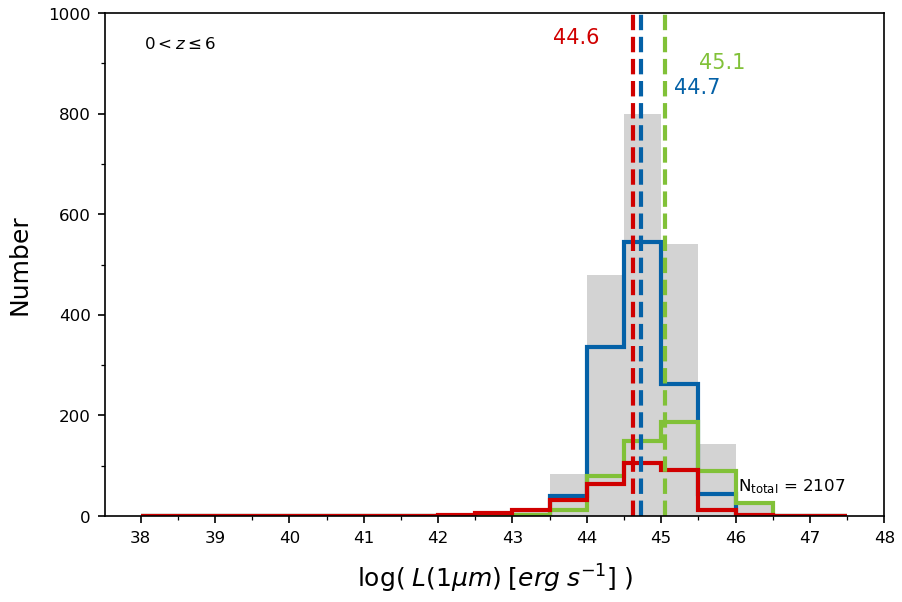 1000
0 < z ≤ 6
44.6
45.1
44.7
800
600
Number
400
200
N_total = 2107
0
38 39 40 41 42 43 44 45 46 47 48
log( L(1μm) [erg s⁻¹] )